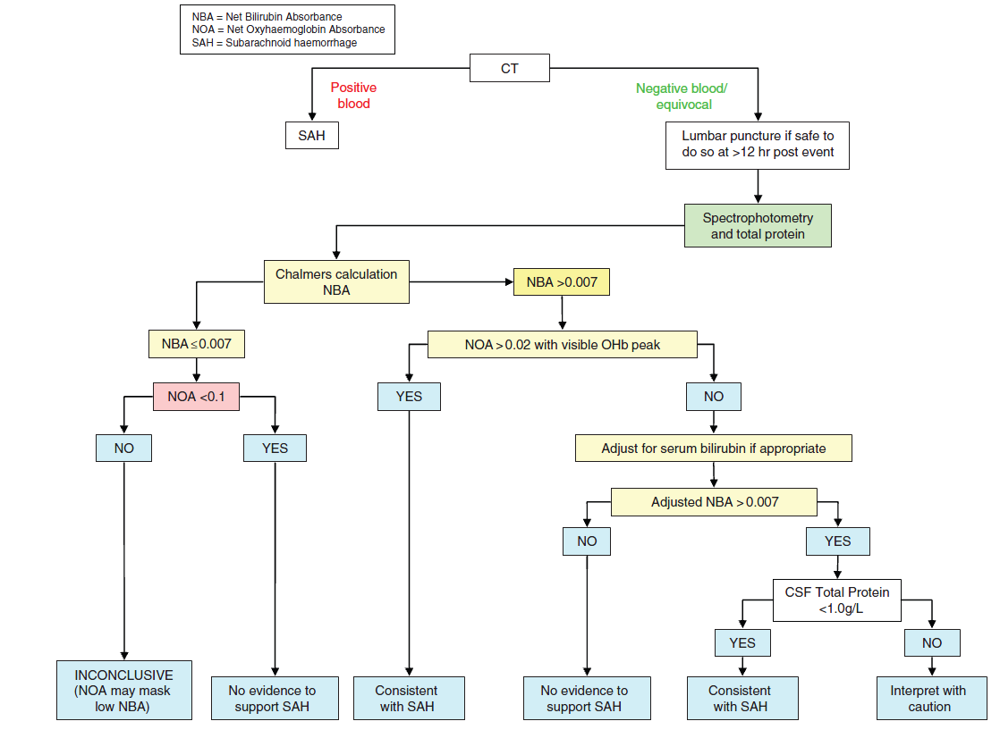 NBA = Net Bilirubin Absorbance
NOA = Net Oxyhaemoglobin Absorbance
SAH = Subarachnoid haemorrhage
CT
Positive
blood
Negative blood/
equivocal
SAH
Lumbar puncture if safe to
do so at >12 hr post event
Spectrophotometry
and total protein
Chalmers calculation
NBA
NBA >0.007
NBA ≤ 0.007
NOA > 0.02 with visible OHb peak
NOA <0.1
YES
NO
NO
YES
Adjust for serum bilirubin if appropriate
Adjusted NBA > 0.007
NO
YES
CSF Total Protein
<1.0g/L
YES
NO
INCONCLUSIVE
(NOA may mask
low NBA)
No evidence to
support SAH
Consistent
with SAH
No evidence to
support SAH
Consistent
with SAH
Interpret with
caution